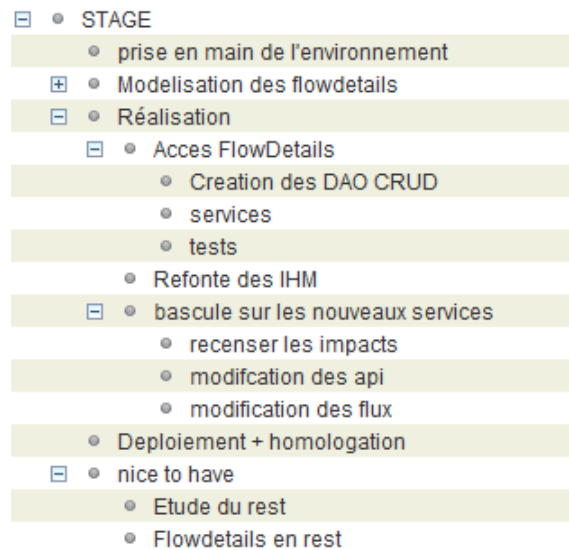 STAGE
prise en main de l'environnement
Modelisation des flowdetails
Réalisation
Acces FlowDetails
Creation des DAO CRUD
services
tests
Refonte des IHM
bascule sur les nouveaux services
recenser les impacts
modifcation des api
modification des flux
Deploiement + homologation
nice to have
Etude du rest
Flowdetails en rest